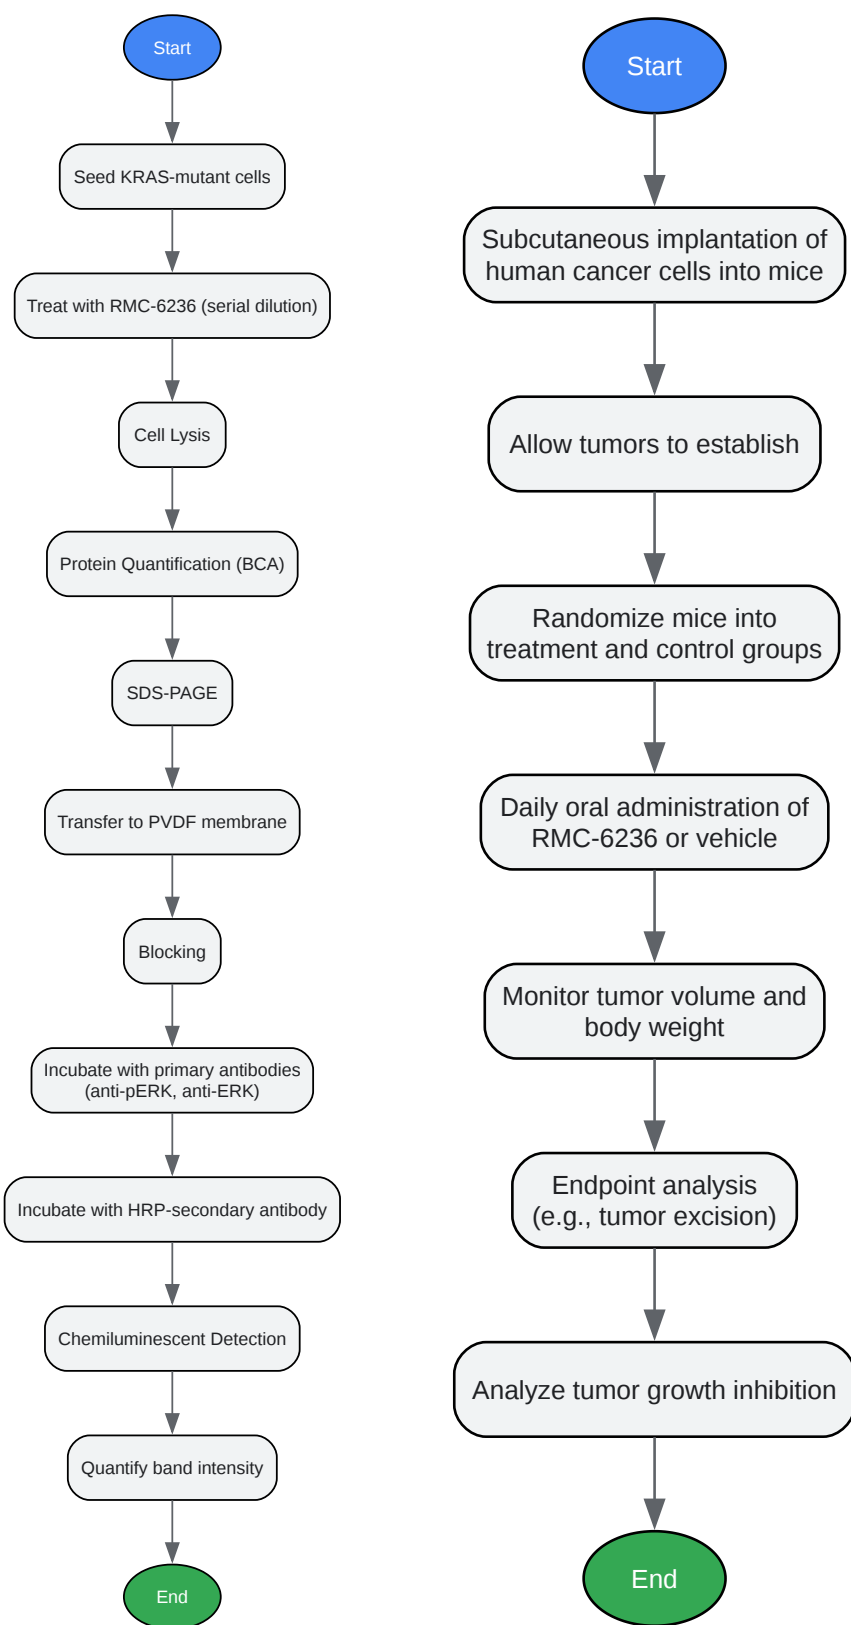 Start
Seed KRAS-mutant cells
Treat with RMC-6236 (serial dilution)
Cell Lysis
Protein Quantification (BCA)
SDS-PAGE
Transfer to PVDF membrane
Blocking
Incubate with primary antibodies
(anti-pERK, anti-ERK)
Incubate with HRP-secondary antibody
Chemiluminescent Detection
Quantify band intensity
End
Start
Subcutaneous implantation of
human cancer cells into mice
Allow tumors to establish
Randomize mice into
treatment and control groups
Daily oral administration of
RMC-6236 or vehicle
Monitor tumor volume and
body weight
Endpoint analysis
(e.g., tumor excision)
Analyze tumor growth inhibition
End